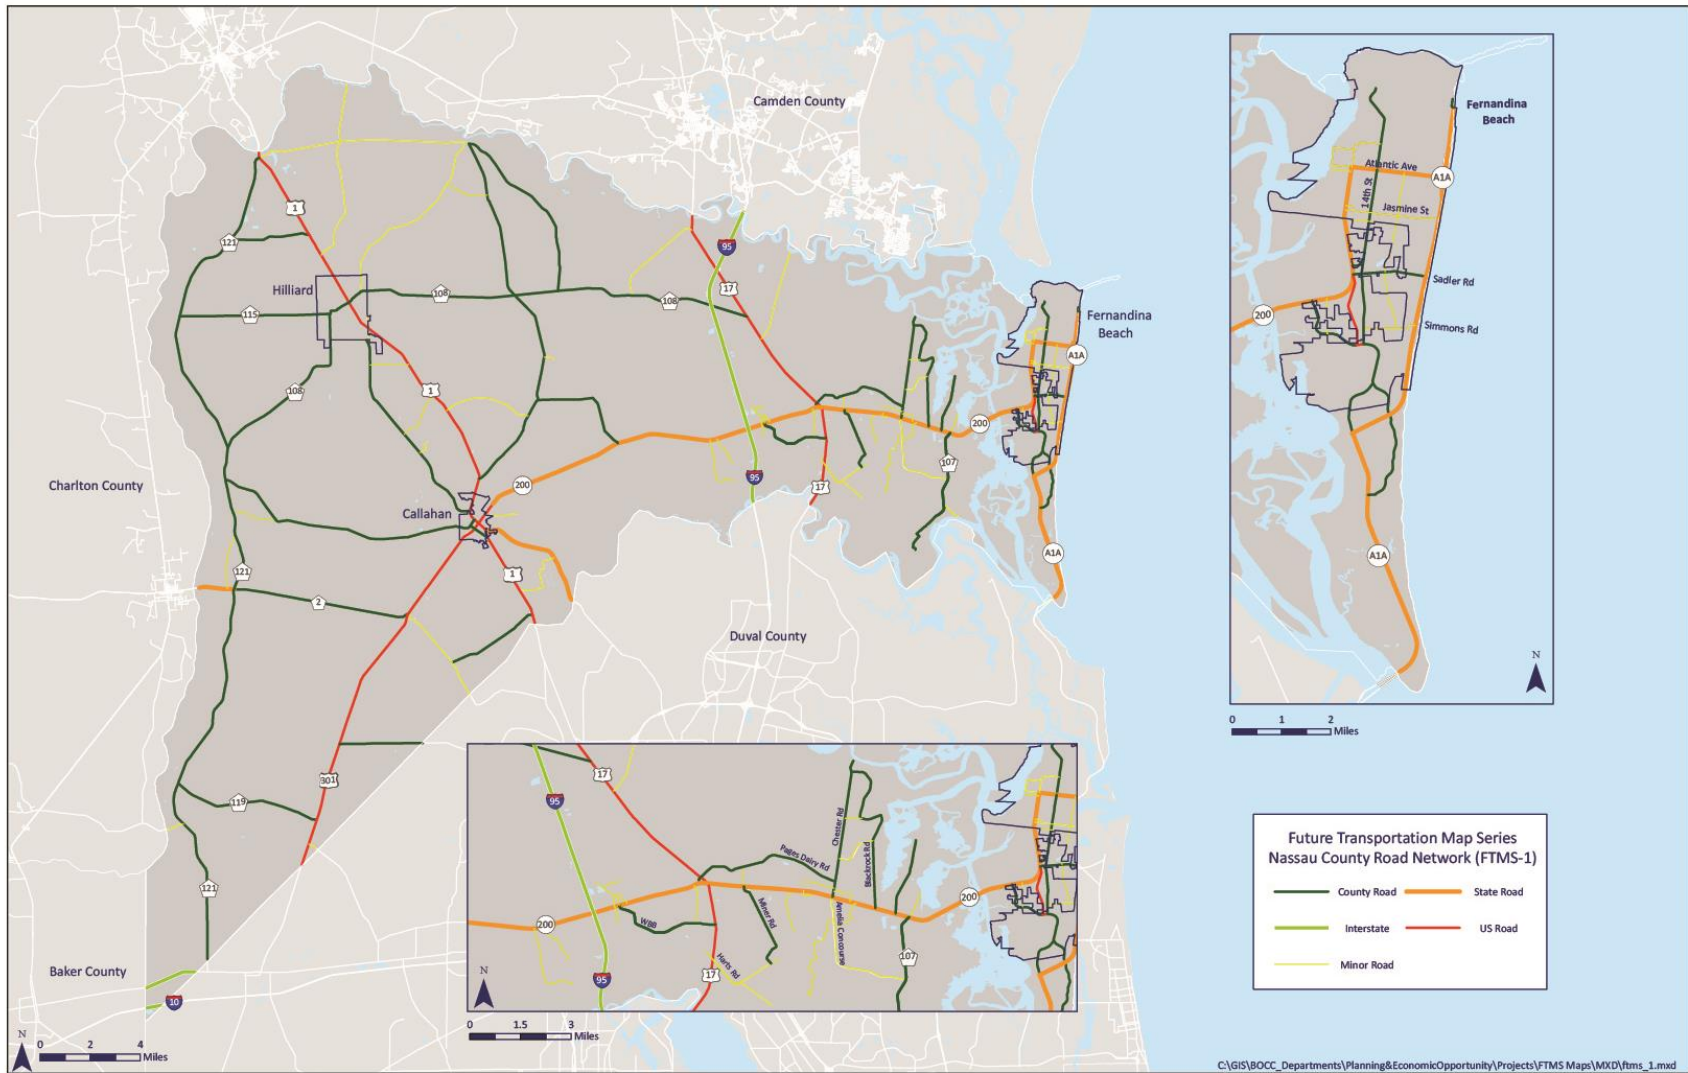 Camden County
Fernandina
Beach
Atlantic Ave
A1A
14th St
Jasmine St
Sadler Rd
200
Simmons Rd
A1A
N
0 1 2
Miles
1
121
95
Hilliard
108
108
17
115
Fernandina
Beach
A1A
108
1
200
107
95
17
Charlton County
200
Callahan
A1A
121
1
2
Duval County
301
119
121
Baker County
10
N
0 2 4
Miles
17
95
Chester Rd
Pages Dairy Rd
Blackrock Rd
200
200
WBB
Miner Rd
Amelia Concourse
Harts Rd
107
95
17
N
0 1.5 3
Miles
Future Transportation Map Series
Nassau County Road Network (FTMS-1)
County Road State Road
Interstate US Road
Minor Road
C:\GIS\BOCC_Departments\Planning&EconomicOpportunity\Projects\FTMS Maps\MXD\ftms_1.mxd